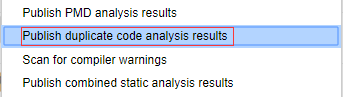 Publish PMD analysis results
Publish duplicate code analysis results
Scan for compiler warnings
Publish combined static analysis results